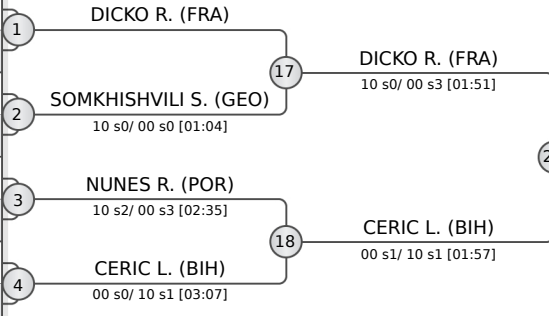 DICKO R. (FRA)
1
17
DICKO R. (FRA)
10 s0/ 00 s3 [01:51]
SOMKHISHVILI S. (GEO)
2
10 s0/ 00 s0 [01:04]
2
NUNES R. (POR)
3
10 s2/ 00 s3 [02:35]
18
CERIC L. (BIH)
00 s1/ 10 s1 [01:57]
CERIC L. (BIH)
4
00 s0/ 10 s1 [03:07]